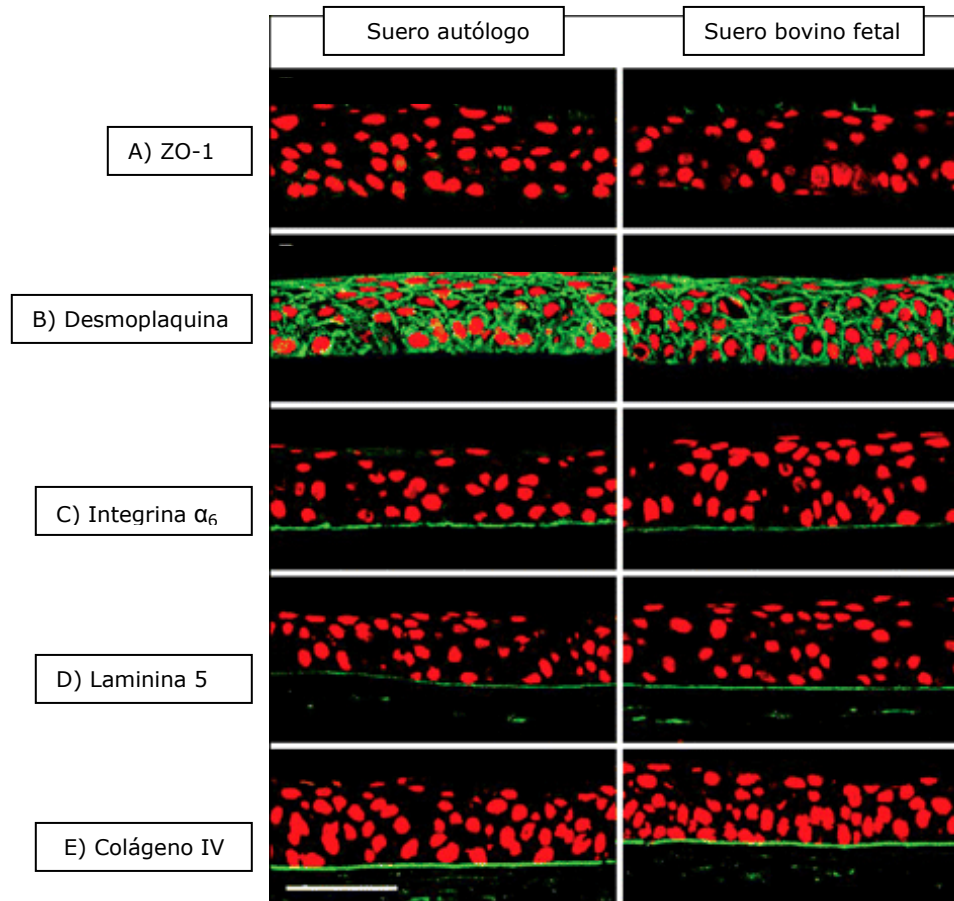 Suero autólogo
Suero bovino fetal
A) ZO-1
B) Desmoplaquina
C) Integrina α₆
D) Laminina 5
E) Colágeno IV